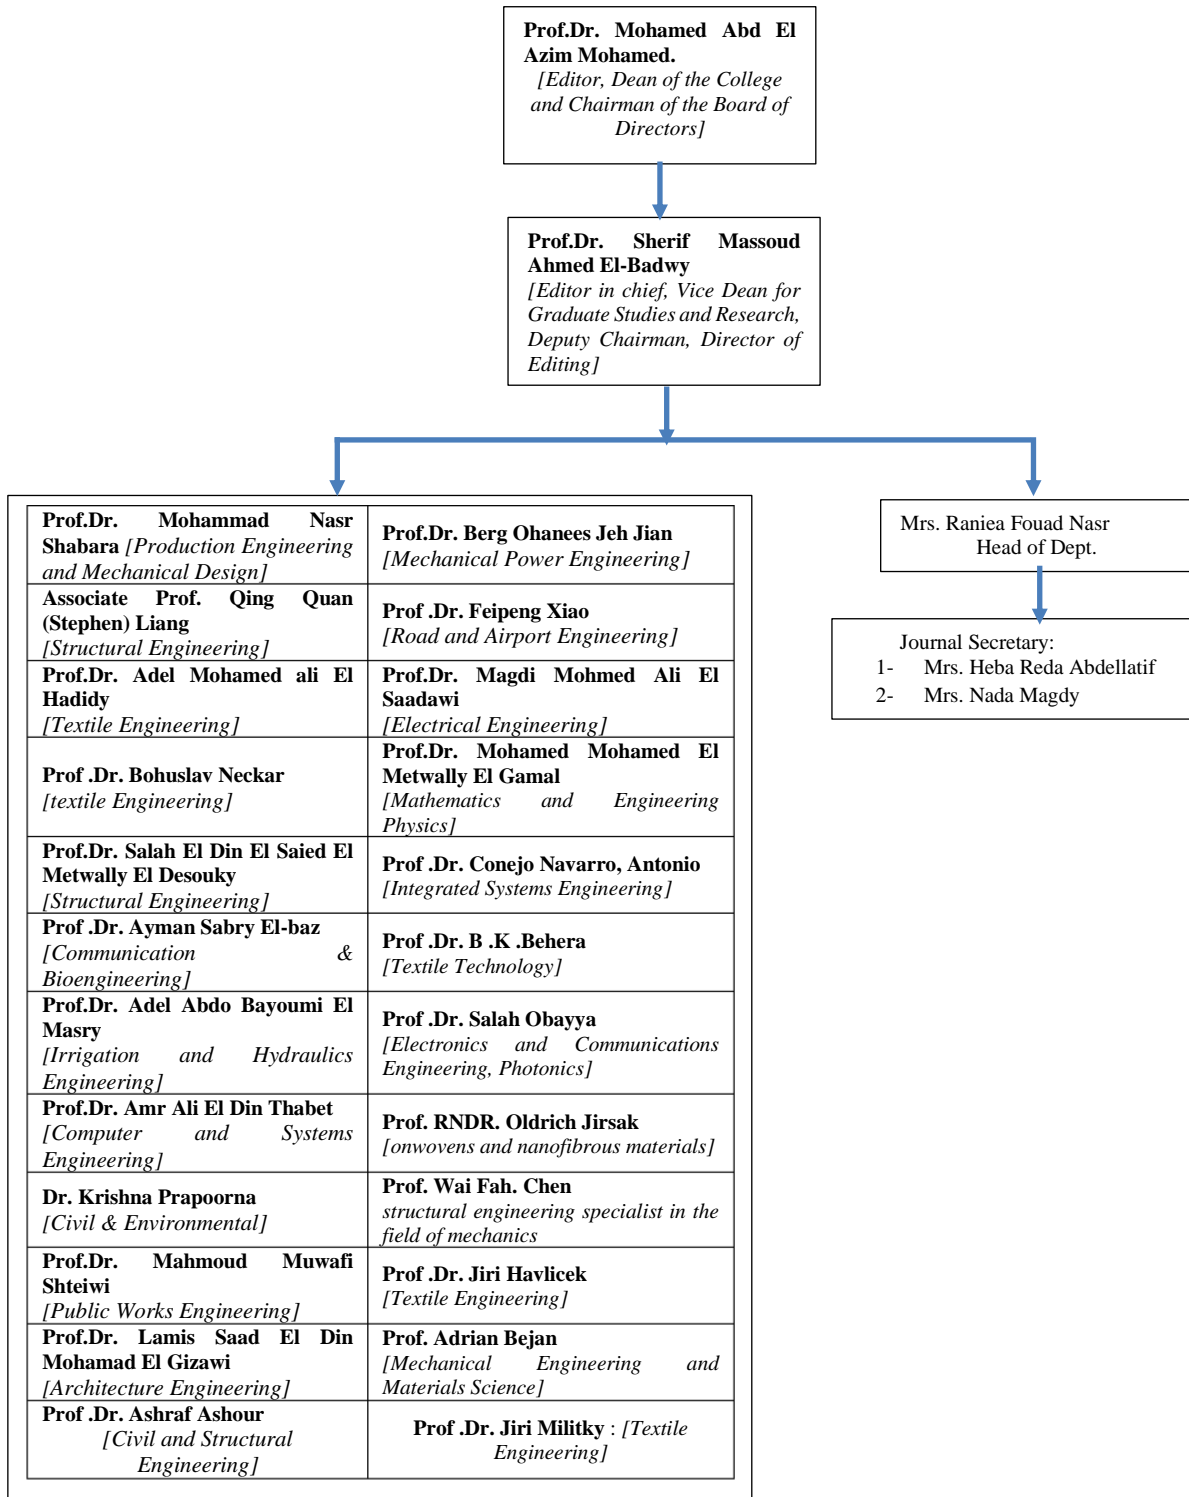 Prof.Dr. Mohamed Abd El
Azim Mohamed.
[Editor, Dean of the College
and Chairman of the Board of
Directors]
Prof.Dr. Sherif Massoud
Ahmed El-Badwy
[Editor in chief, Vice Dean for
Graduate Studies and Research,
Deputy Chairman, Director of
Editing]
Prof.Dr. Mohammad Nasr
Shabara [Production Engineering
and Mechanical Design]
Prof.Dr. Berg Ohanees Jeh Jian
[Mechanical Power Engineering]
Associate Prof. Qing Quan
(Stephen) Liang
[Structural Engineering]
Prof .Dr. Feipeng Xiao
[Road and Airport Engineering]
Prof.Dr. Adel Mohamed ali El
Hadidy
[Textile Engineering]
Prof.Dr. Magdi Mohmed Ali El
Saadawi
[Electrical Engineering]
Prof .Dr. Bohuslav Neckar
[textile Engineering]
Prof.Dr. Mohamed Mohamed El
Metwally El Gamal
[Mathematics and Engineering
Physics]
Prof.Dr. Salah El Din El Saied El
Metwally El Desouky
[Structural Engineering]
Prof .Dr. Conejo Navarro, Antonio
[Integrated Systems Engineering]
Prof .Dr. Ayman Sabry El-baz
[Communication &
Bioengineering]
Prof .Dr. B .K .Behera
[Textile Technology]
Prof.Dr. Adel Abdo Bayoumi El
Masry
[Irrigation and Hydraulics
Engineering]
Prof .Dr. Salah Obayya
[Electronics and Communications
Engineering, Photonics]
Prof.Dr. Amr Ali El Din Thabet
[Computer and Systems
Engineering]
Prof. RNDR. Oldrich Jirsak
[onwovens and nanofibrous materials]
Dr. Krishna Prapoorna
[Civil & Environmental]
Prof. Wai Fah. Chen
structural engineering specialist in the
field of mechanics
Prof.Dr. Mahmoud Muwafi
Shteiwi
[Public Works Engineering]
Prof .Dr. Jiri Havlicek
[Textile Engineering]
Prof.Dr. Lamis Saad El Din
Mohamad El Gizawi
[Architecture Engineering]
Prof. Adrian Bejan
[Mechanical Engineering and
Materials Science]
Prof .Dr. Ashraf Ashour
[Civil and Structural
Engineering]
Prof .Dr. Jiri Militky : [Textile
Engineering]
Mrs. Raniea Fouad Nasr
Head of Dept.
Journal Secretary:
1- Mrs. Heba Reda Abdellatif
2- Mrs. Nada Magdy